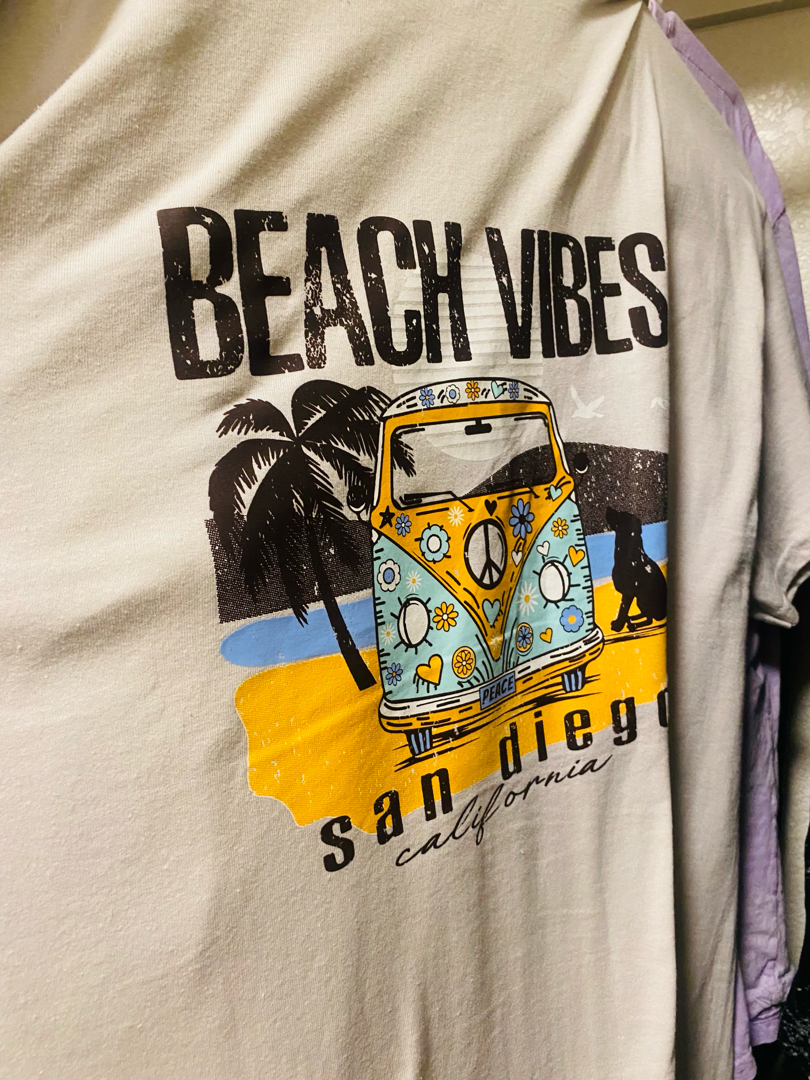 BEACH VIBES
PEACE
san diego
california